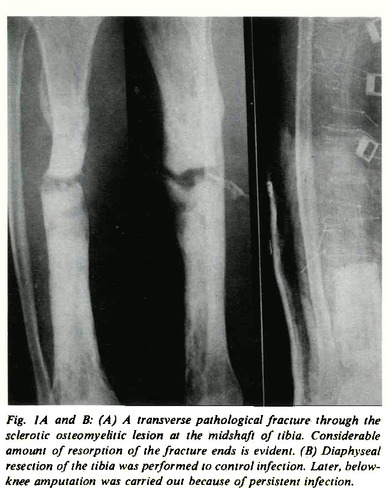 Fig. 1A and B: (A) A transverse pathological fracture through the
sclerotic osteomyelitic lesion at the midshaft of tibia. Considerable
amount of resorption of the fracture ends is evident. (B) Diaphyseal
resection of the tibia was performed to control infection. Later, below-
knee amputation was carried out because of persistent infection.